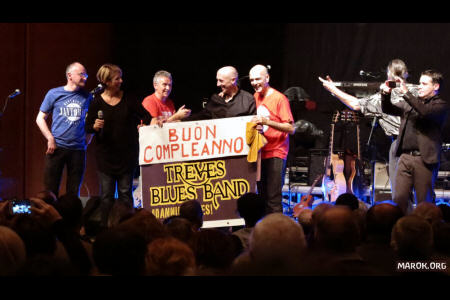 BUON
COMPLEANNO
TREVES
BLUES BAND
MAROK.ORG